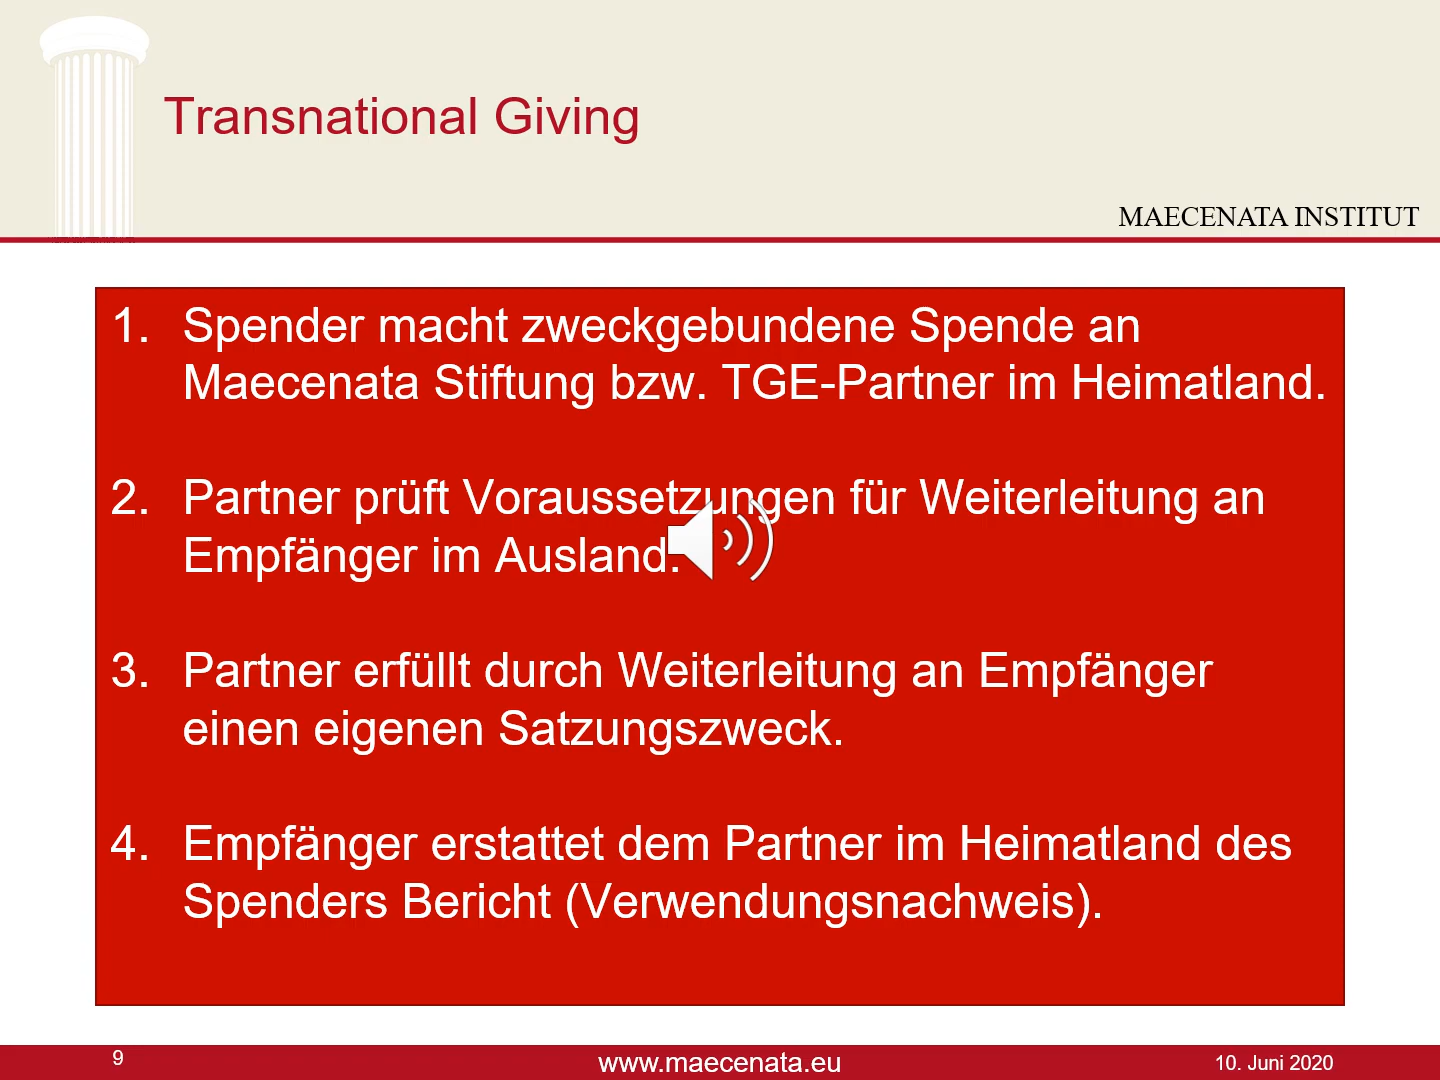 Transnational Giving
MAECENATA INSTITUT
1. Spender macht zweckgebundene Spende an
Maecenata Stiftung bzw. TGE-Partner im Heimatland.
2. Partner prüft Voraussetzungen für Weiterleitung an
Empfänger im Ausland.
3. Partner erfüllt durch Weiterleitung an Empfänger
einen eigenen Satzungszweck.
4. Empfänger erstattet dem Partner im Heimatland des
Spenders Bericht (Verwendungsnachweis).
9
www.maecenata.eu
10. Juni 2020